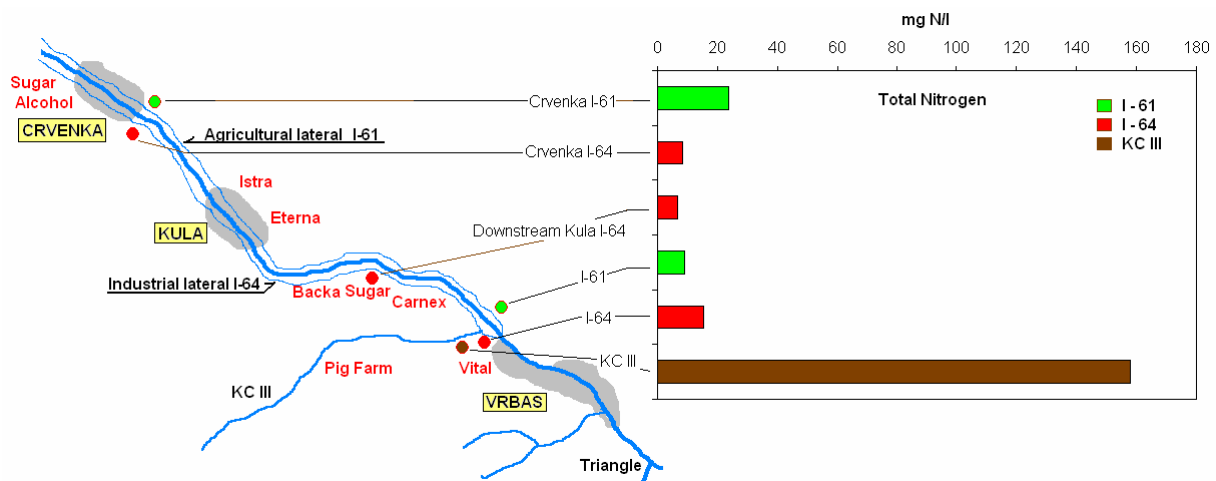 mg N/l
0 20 40 60 80 100 120 140 160 180
Total Nitrogen
I - 61
I - 64
KC III
Crvenka I-61
Crvenka I-64
Downstream Kula I-64
I-61
I-64
KC III
Sugar
Alcohol
CRVENKA
Agricultural lateral I-61
Istra
Eterna
KULA
Industrial lateral I-64
Backa Sugar
Carnex
Pig Farm
Vital
KC III
VRBAS
Triangle